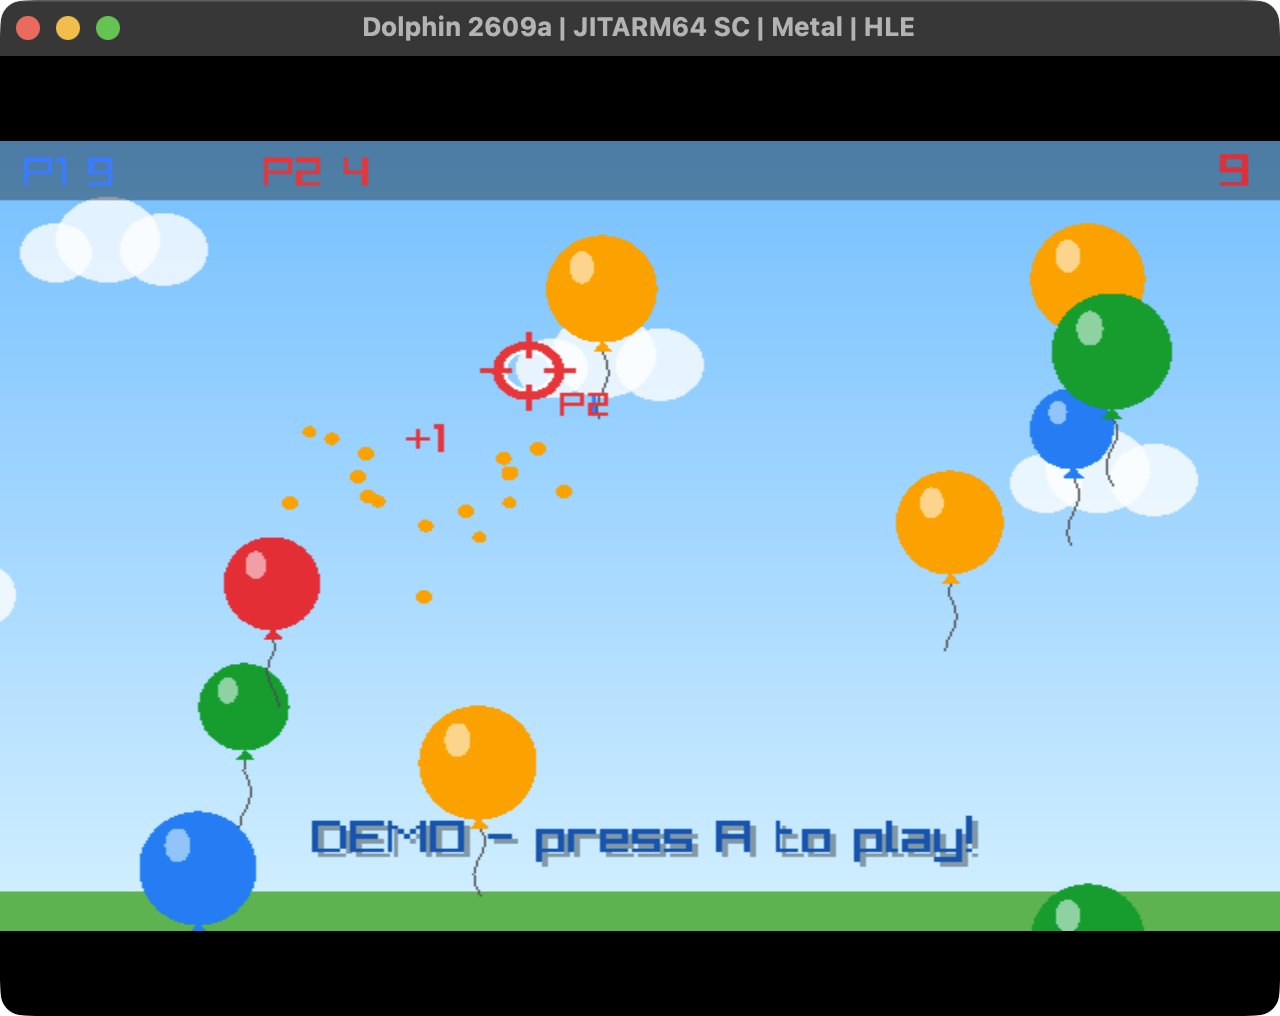 Dolphin 2609a | JITARM64 SC | Metal | HLE
P1 9 P2 4 9
P2
+1
DEMO - press A to play!